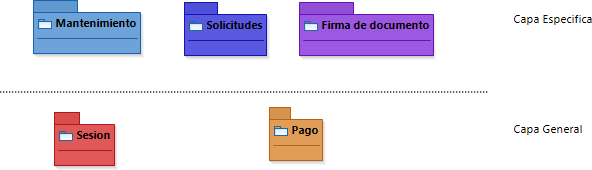 Mantenimiento
Solicitudes
Firma de documento
Capa Especifica
Sesion
Pago
Capa General